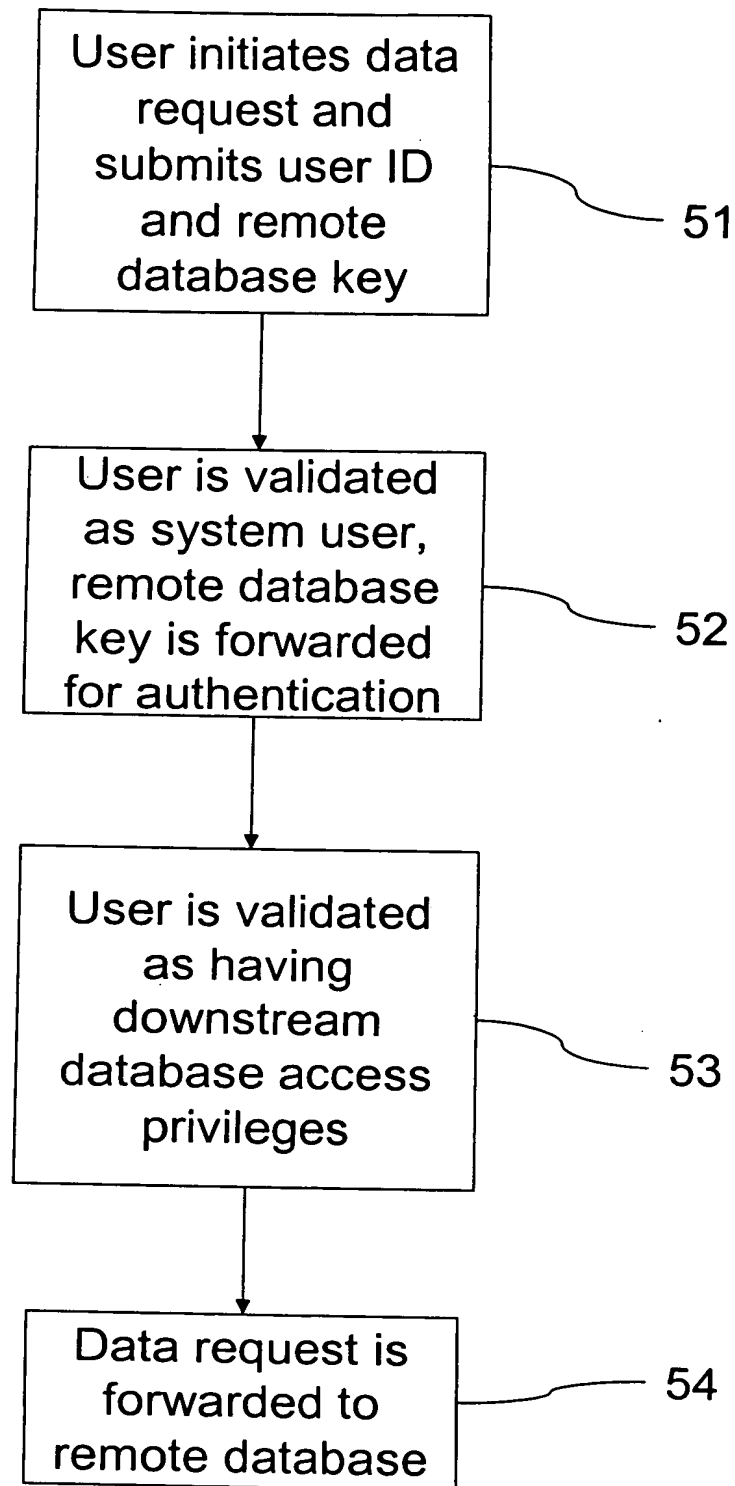 User initiates data
request and
submits user ID
and remote
database key
51
User is validated
as system user,
remote database
key is forwarded
for authentication
52
User is validated
as having
downstream
database access
privileges
53
Data request is
forwarded to
remote database
54